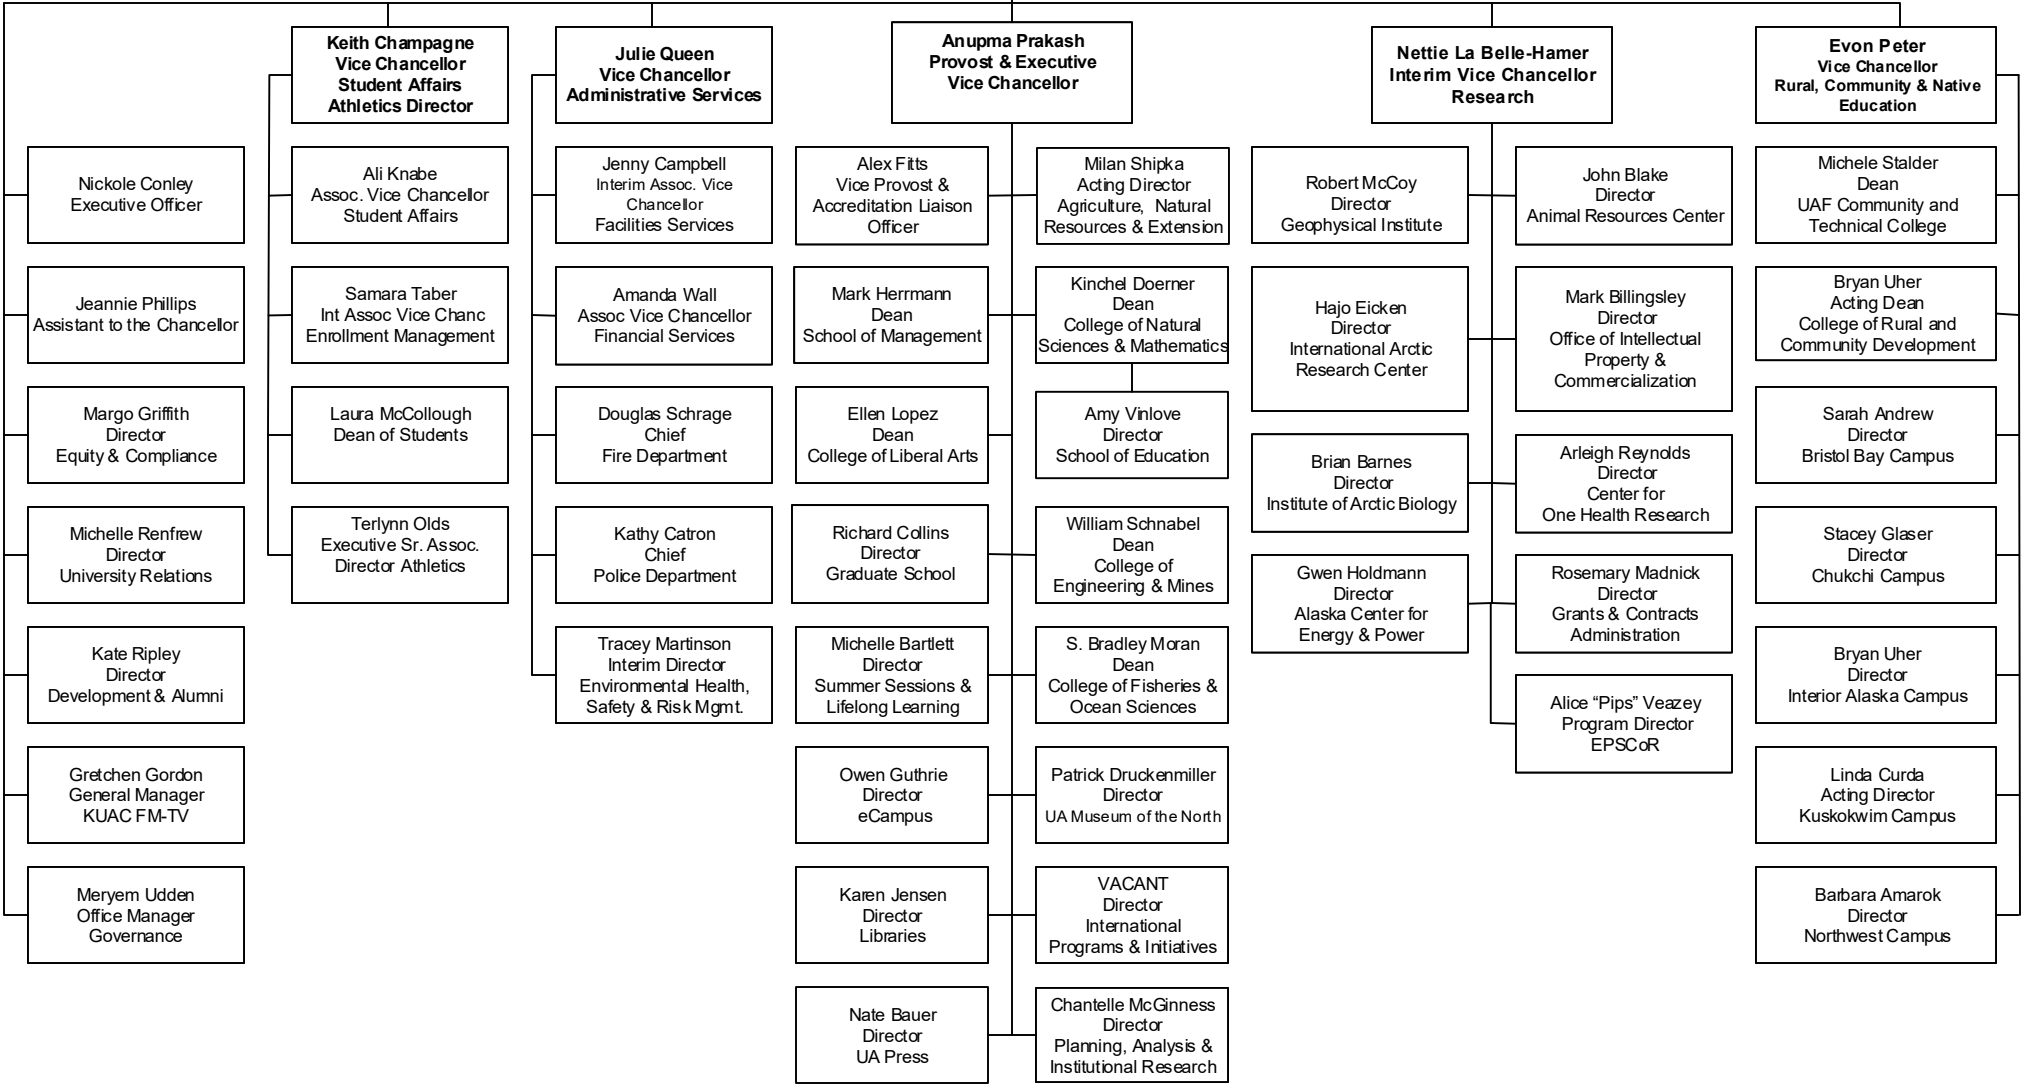 Keith Champagne
Vice Chancellor
Student Affairs
Athletics Director
Julie Queen
Vice Chancellor
Administrative Services
Anupma Prakash
Provost & Executive
Vice Chancellor
Nettie La Belle-Hamer
Interim Vice Chancellor
Research
Evon Peter
Vice Chancellor
Rural, Community & Native
Education
Nickole Conley
Executive Officer
Jeannie Phillips
Assistant to the Chancellor
Margo Griffith
Director
Equity & Compliance
Michelle Renfrew
Director
University Relations
Kate Ripley
Director
Development & Alumni
Gretchen Gordon
General Manager
KUAC FM-TV
Meryem Udden
Office Manager
Governance
Ali Knabe
Assoc. Vice Chancellor
Student Affairs
Samara Taber
Int Assoc Vice Chanc
Enrollment Management
Laura McCollough
Dean of Students
Terlynn Olds
Executive Sr. Assoc.
Director Athletics
Jenny Campbell
Interim Assoc. Vice
Chancellor
Facilities Services
Amanda Wall
Assoc Vice Chancellor
Financial Services
Douglas Schrage
Chief
Fire Department
Kathy Catron
Chief
Police Department
Tracey Martinson
Interim Director
Environmental Health,
Safety & Risk Mgmt.
Alex Fitts
Vice Provost &
Accreditation Liaison
Officer
Mark Herrmann
Dean
School of Management
Ellen Lopez
Dean
College of Liberal Arts
Richard Collins
Director
Graduate School
Michelle Bartlett
Director
Summer Sessions &
Lifelong Learning
Owen Guthrie
Director
eCampus
Karen Jensen
Director
Libraries
Nate Bauer
Director
UA Press
Milan Shipka
Acting Director
Agriculture, Natural
Resources & Extension
Kinchel Doerner
Dean
College of Natural
Sciences & Mathematics
Amy Vinlove
Director
School of Education
William Schnabel
Dean
College of
Engineering & Mines
S. Bradley Moran
Dean
College of Fisheries &
Ocean Sciences
Patrick Druckenmiller
Director
UA Museum of the North
VACANT
Director
International
Programs & Initiatives
Chantelle McGinness
Director
Planning, Analysis &
Institutional Research
Robert McCoy
Director
Geophysical Institute
Hajo Eicken
Director
International Arctic
Research Center
Brian Barnes
Director
Institute of Arctic Biology
Gwen Holdmann
Director
Alaska Center for
Energy & Power
John Blake
Director
Animal Resources Center
Mark Billingsley
Director
Office of Intellectual
Property &
Commercialization
Arleigh Reynolds
Director
Center for
One Health Research
Rosemary Madnick
Director
Grants & Contracts
Administration
Alice “Pips” Veazey
Program Director
EPSCoR
Michele Stalder
Dean
UAF Community and
Technical College
Bryan Uher
Acting Dean
College of Rural and
Community Development
Sarah Andrew
Director
Bristol Bay Campus
Stacey Glaser
Director
Chukchi Campus
Bryan Uher
Director
Interior Alaska Campus
Linda Curda
Acting Director
Kuskokwim Campus
Barbara Amarok
Director
Northwest Campus